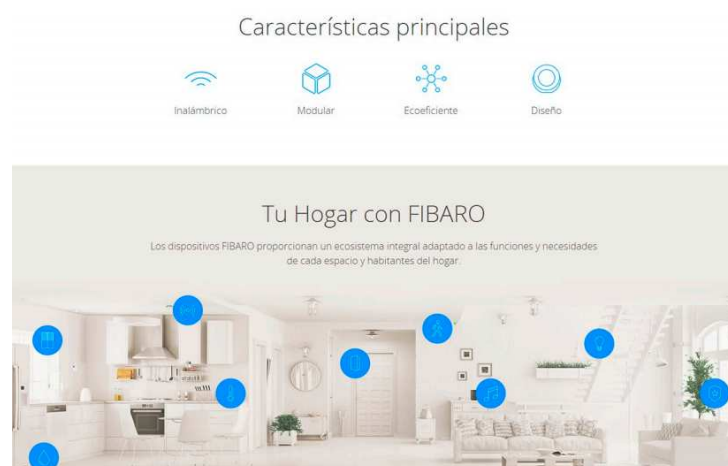 Características principales
Inalámbrico
Modular
Ecoeficiente
Diseño
Tu Hogar con FIBARO
Los dispositivos FIBARO proporcionan un ecosistema integral adaptado a las funciones y necesidades
de cada espacio y habitantes del hogar.